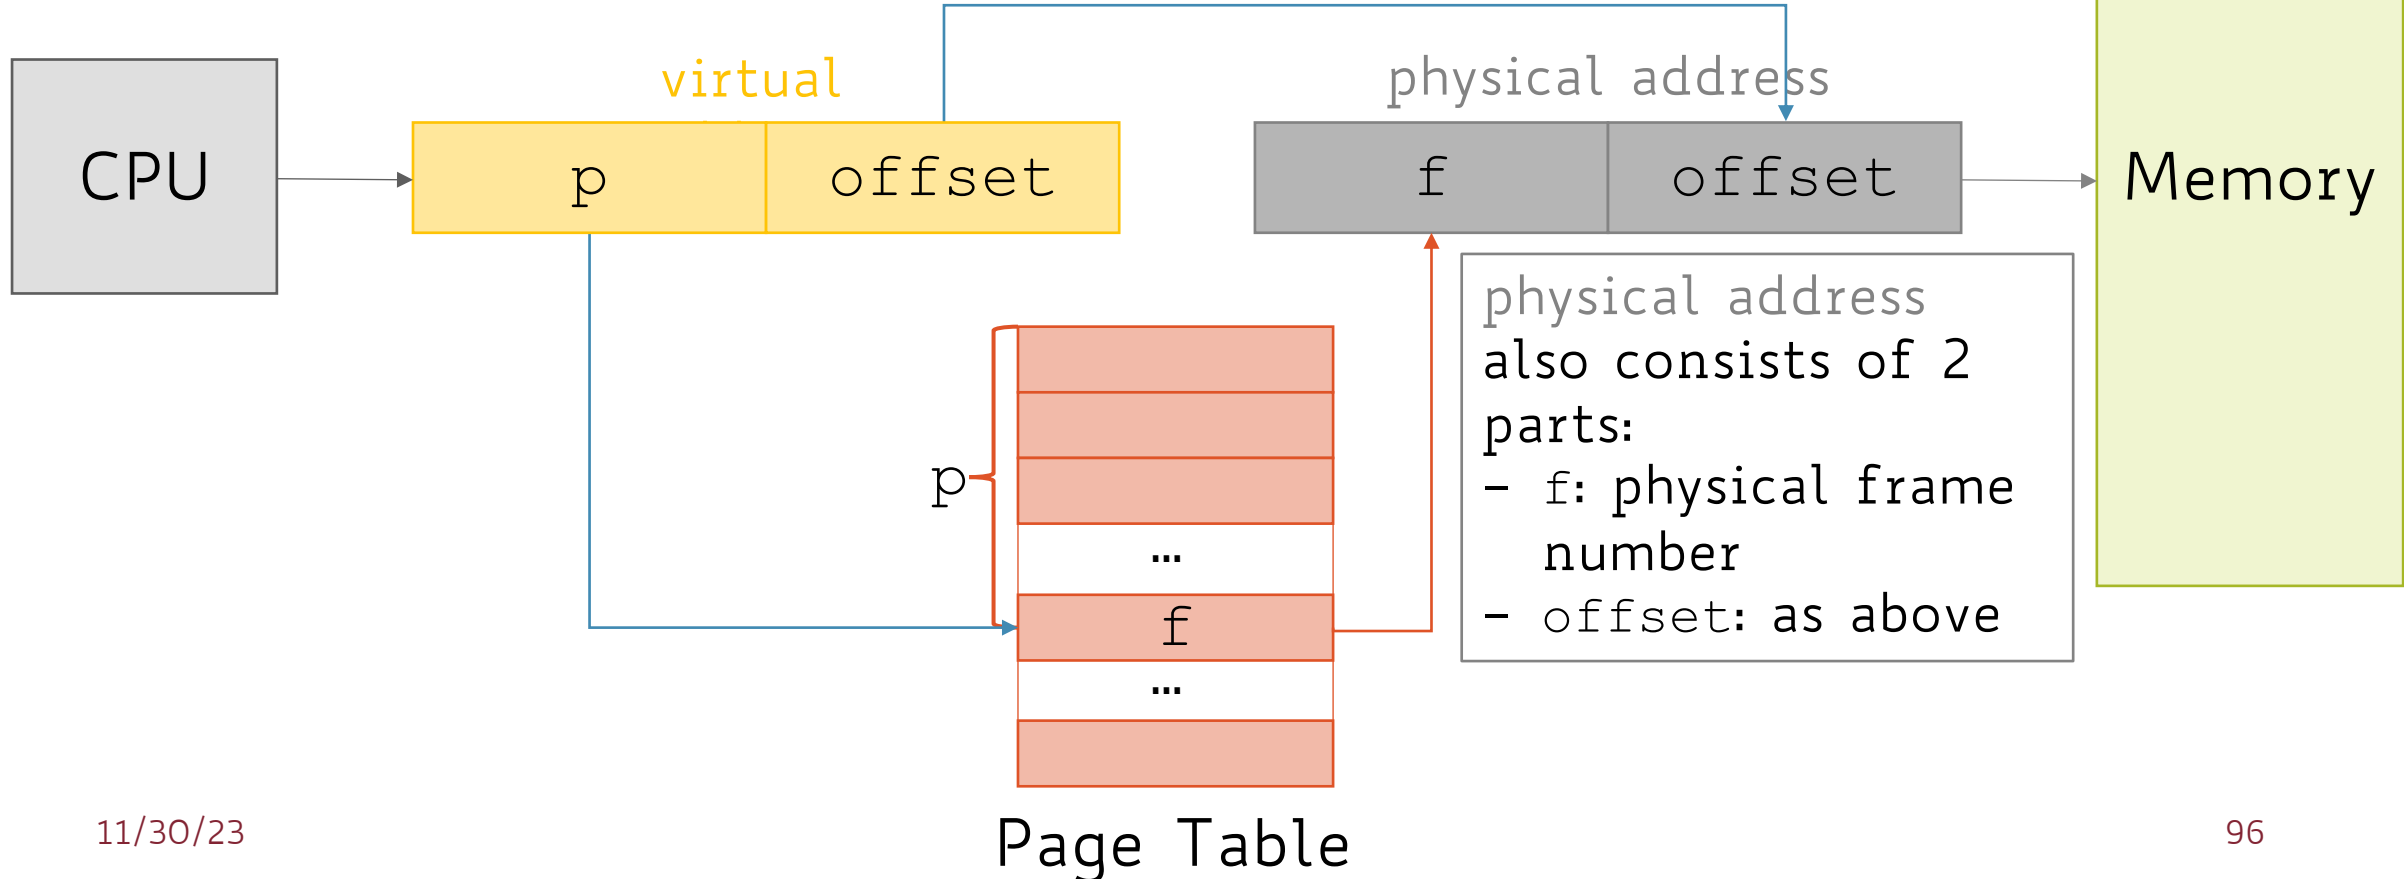 virtual
physical address
CPU
p
offset
f
offset
Memory
physical address
also consists of 2
parts:
- f: physical frame
number
- offset: as above
p
…
f
…
Page Table
11/30/23
96